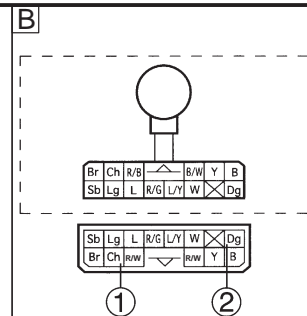 B
Br Ch R/B B/W Y B
Sb Lg L R/G L/Y W Dg
Sb Lg L R/G L/Y W Dg
Br Ch R/W R/W Y B
1 2